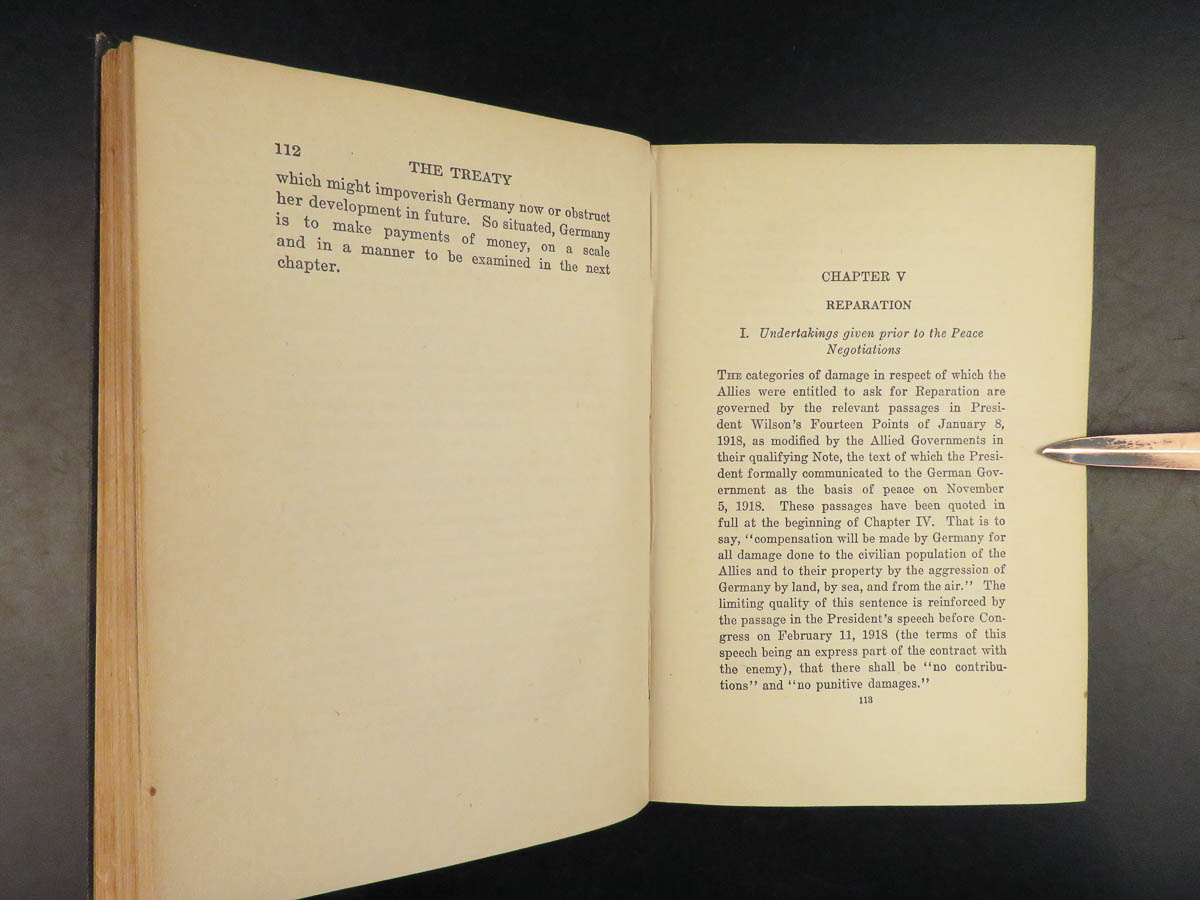 112
THE TREATY
which might impoverish Germany now or obstruct
her development in future. So situated, Germany
is to make payments of money, on a scale
and in a manner to be examined in the next
chapter.
CHAPTER V
REPARATION
I. Undertakings given prior to the Peace
Negotiations
THE categories of damage in respect of which the
Allies were entitled to ask for Reparation are
governed by the relevant passages in Presi-
dent Wilson's Fourteen Points of January 8,
1918, as modified by the Allied Governments in
their qualifying Note, the text of which the Presi-
dent formally communicated to the German Gov-
ernment as the basis of peace on November
5, 1918. These passages have been quoted in
full at the beginning of Chapter IV. That is to
say, "compensation will be made by Germany for
all damage done to the civilian population of the
Allies and to their property by the aggression of
Germany by land, by sea, and from the air." The
limiting quality of this sentence is reinforced by
the passage in the President's speech before Con-
gress on February 11, 1918 (the terms of this
speech being an express part of the contract with
the enemy), that there shall be "no contribu-
tions" and "no punitive damages."
113